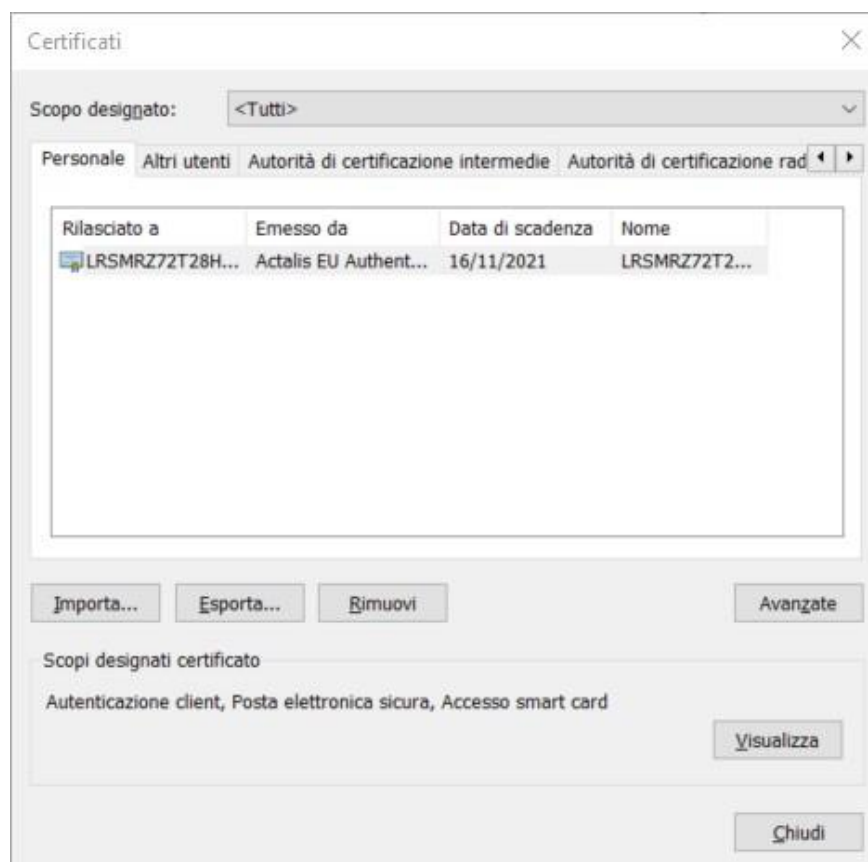 Certificati
Scopo designato: <Tutti>
Personale Altri utenti Autorità di certificazione intermedie Autorità di certificazione rad
Rilasciato a Emesso da Data di scadenza Nome
LRSMRZ72T28H... Actalis EU Authent... 16/11/2021 LRSMRZ72T2...
Importa... Esporta... Rimuovi Avanzate
Scopi designati certificato
Autenticazione client, Posta elettronica sicura, Accesso smart card
Visualizza
Chiudi